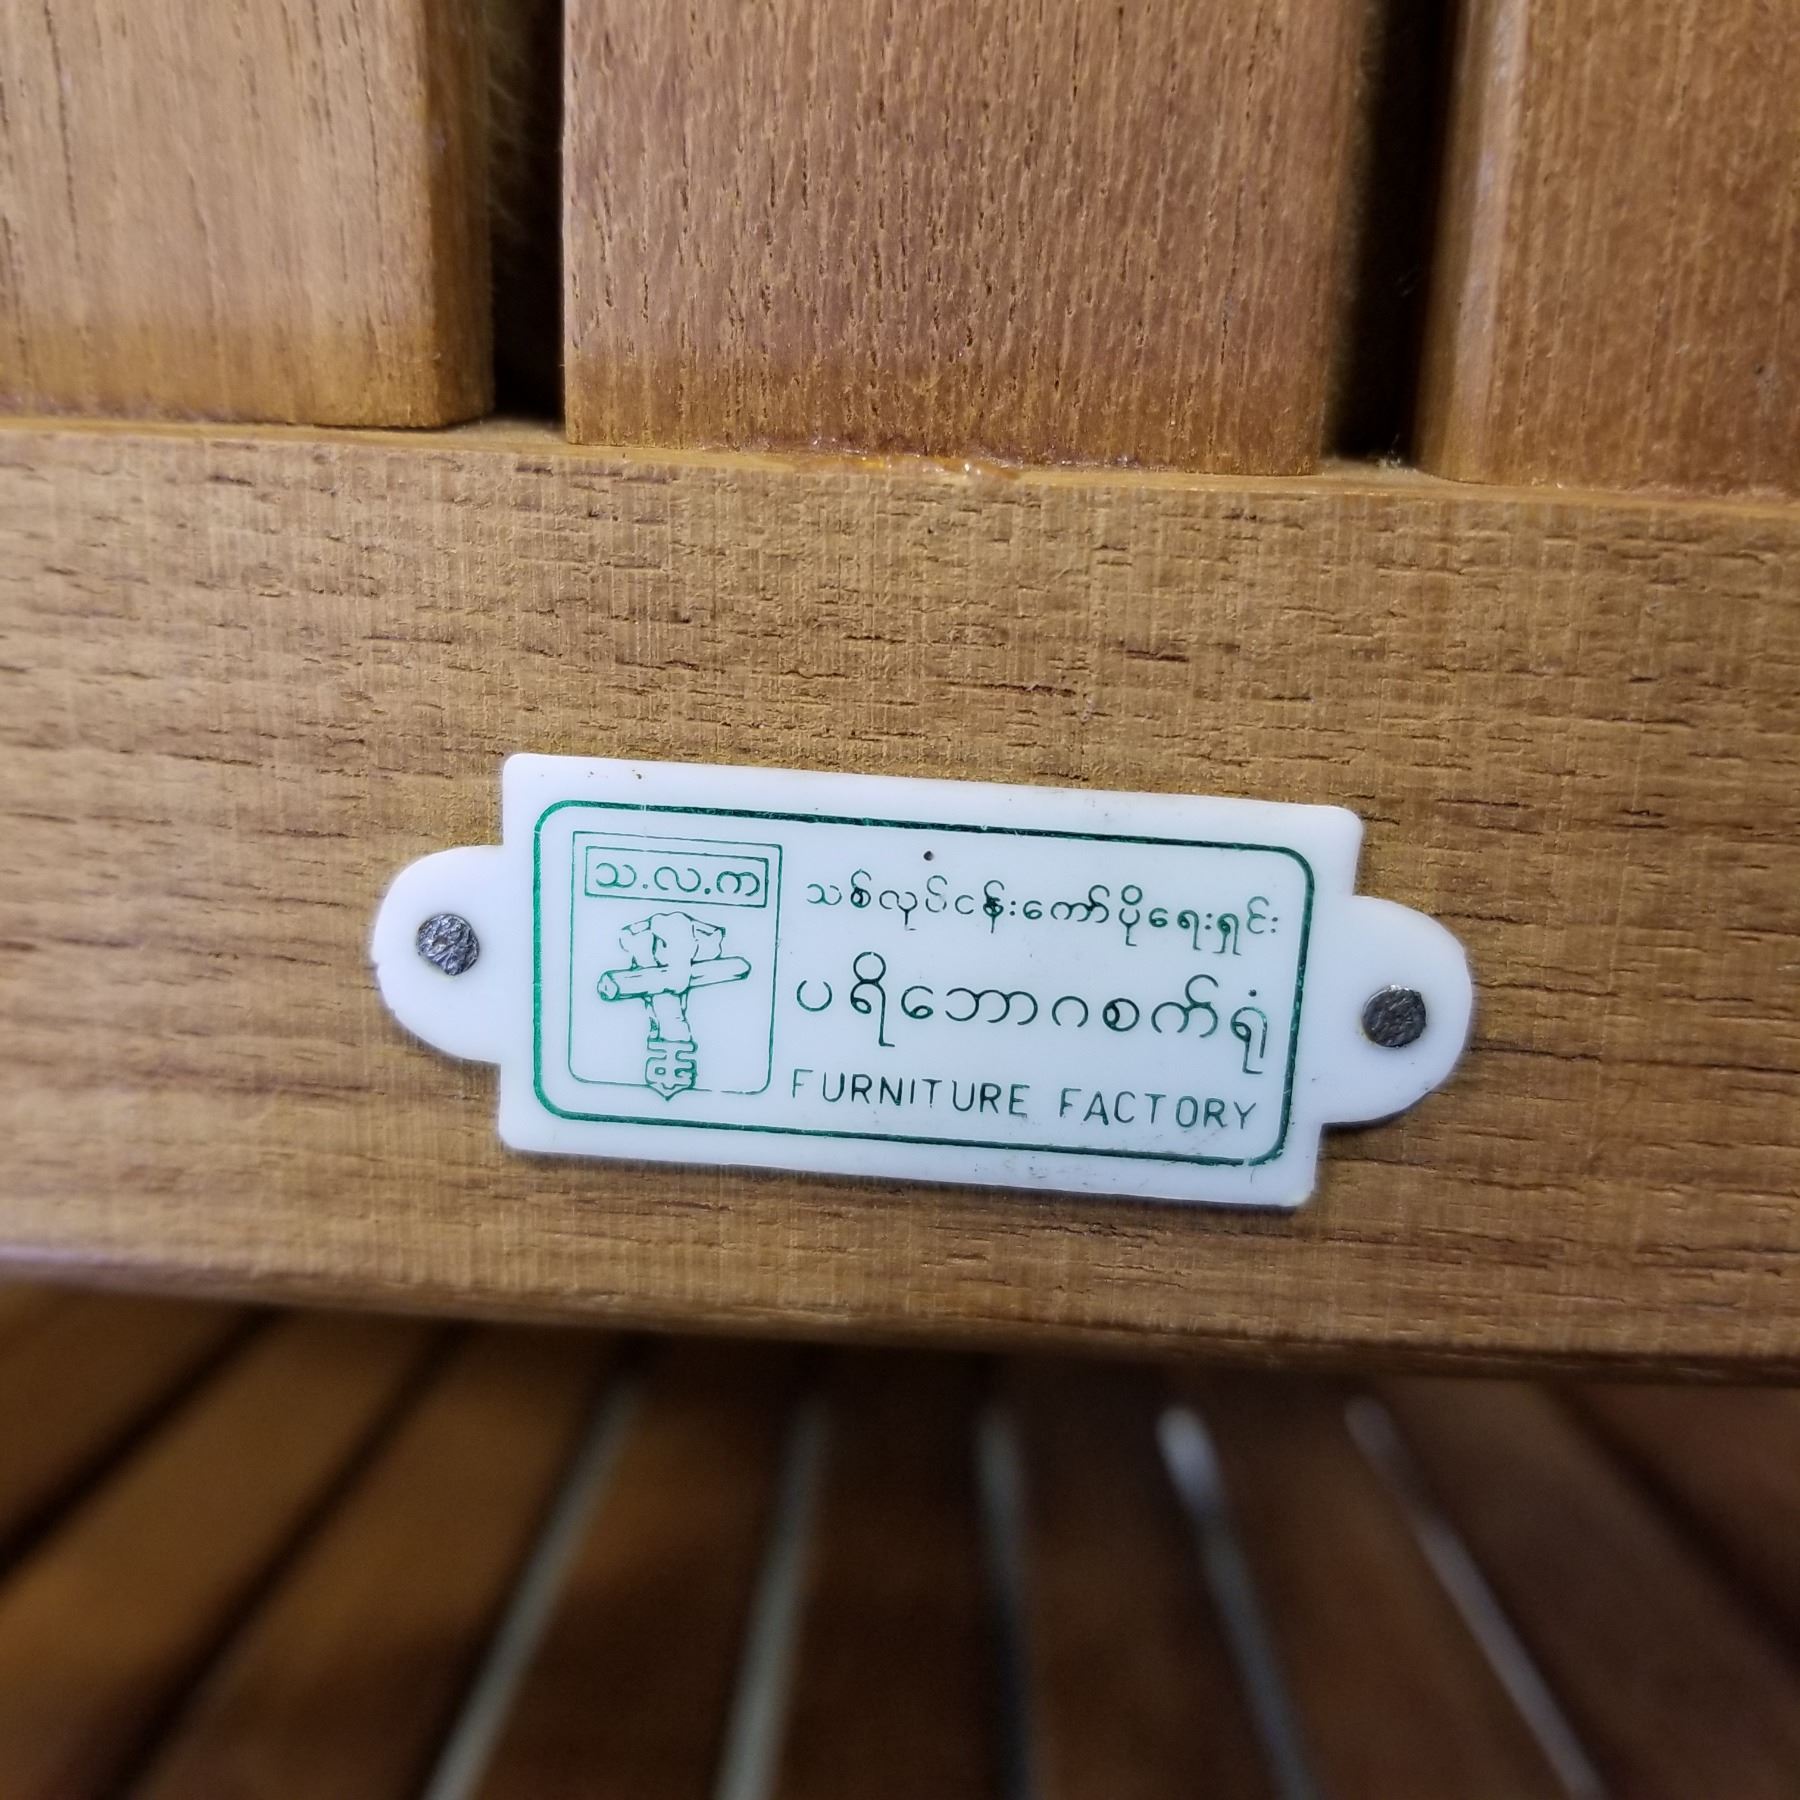 သ.လ.က
သစ်လုပ်ငန်းကော်ပိုရေးရှင်း
ပရိဘောဂစက်ရုံ
FURNITURE FACTORY